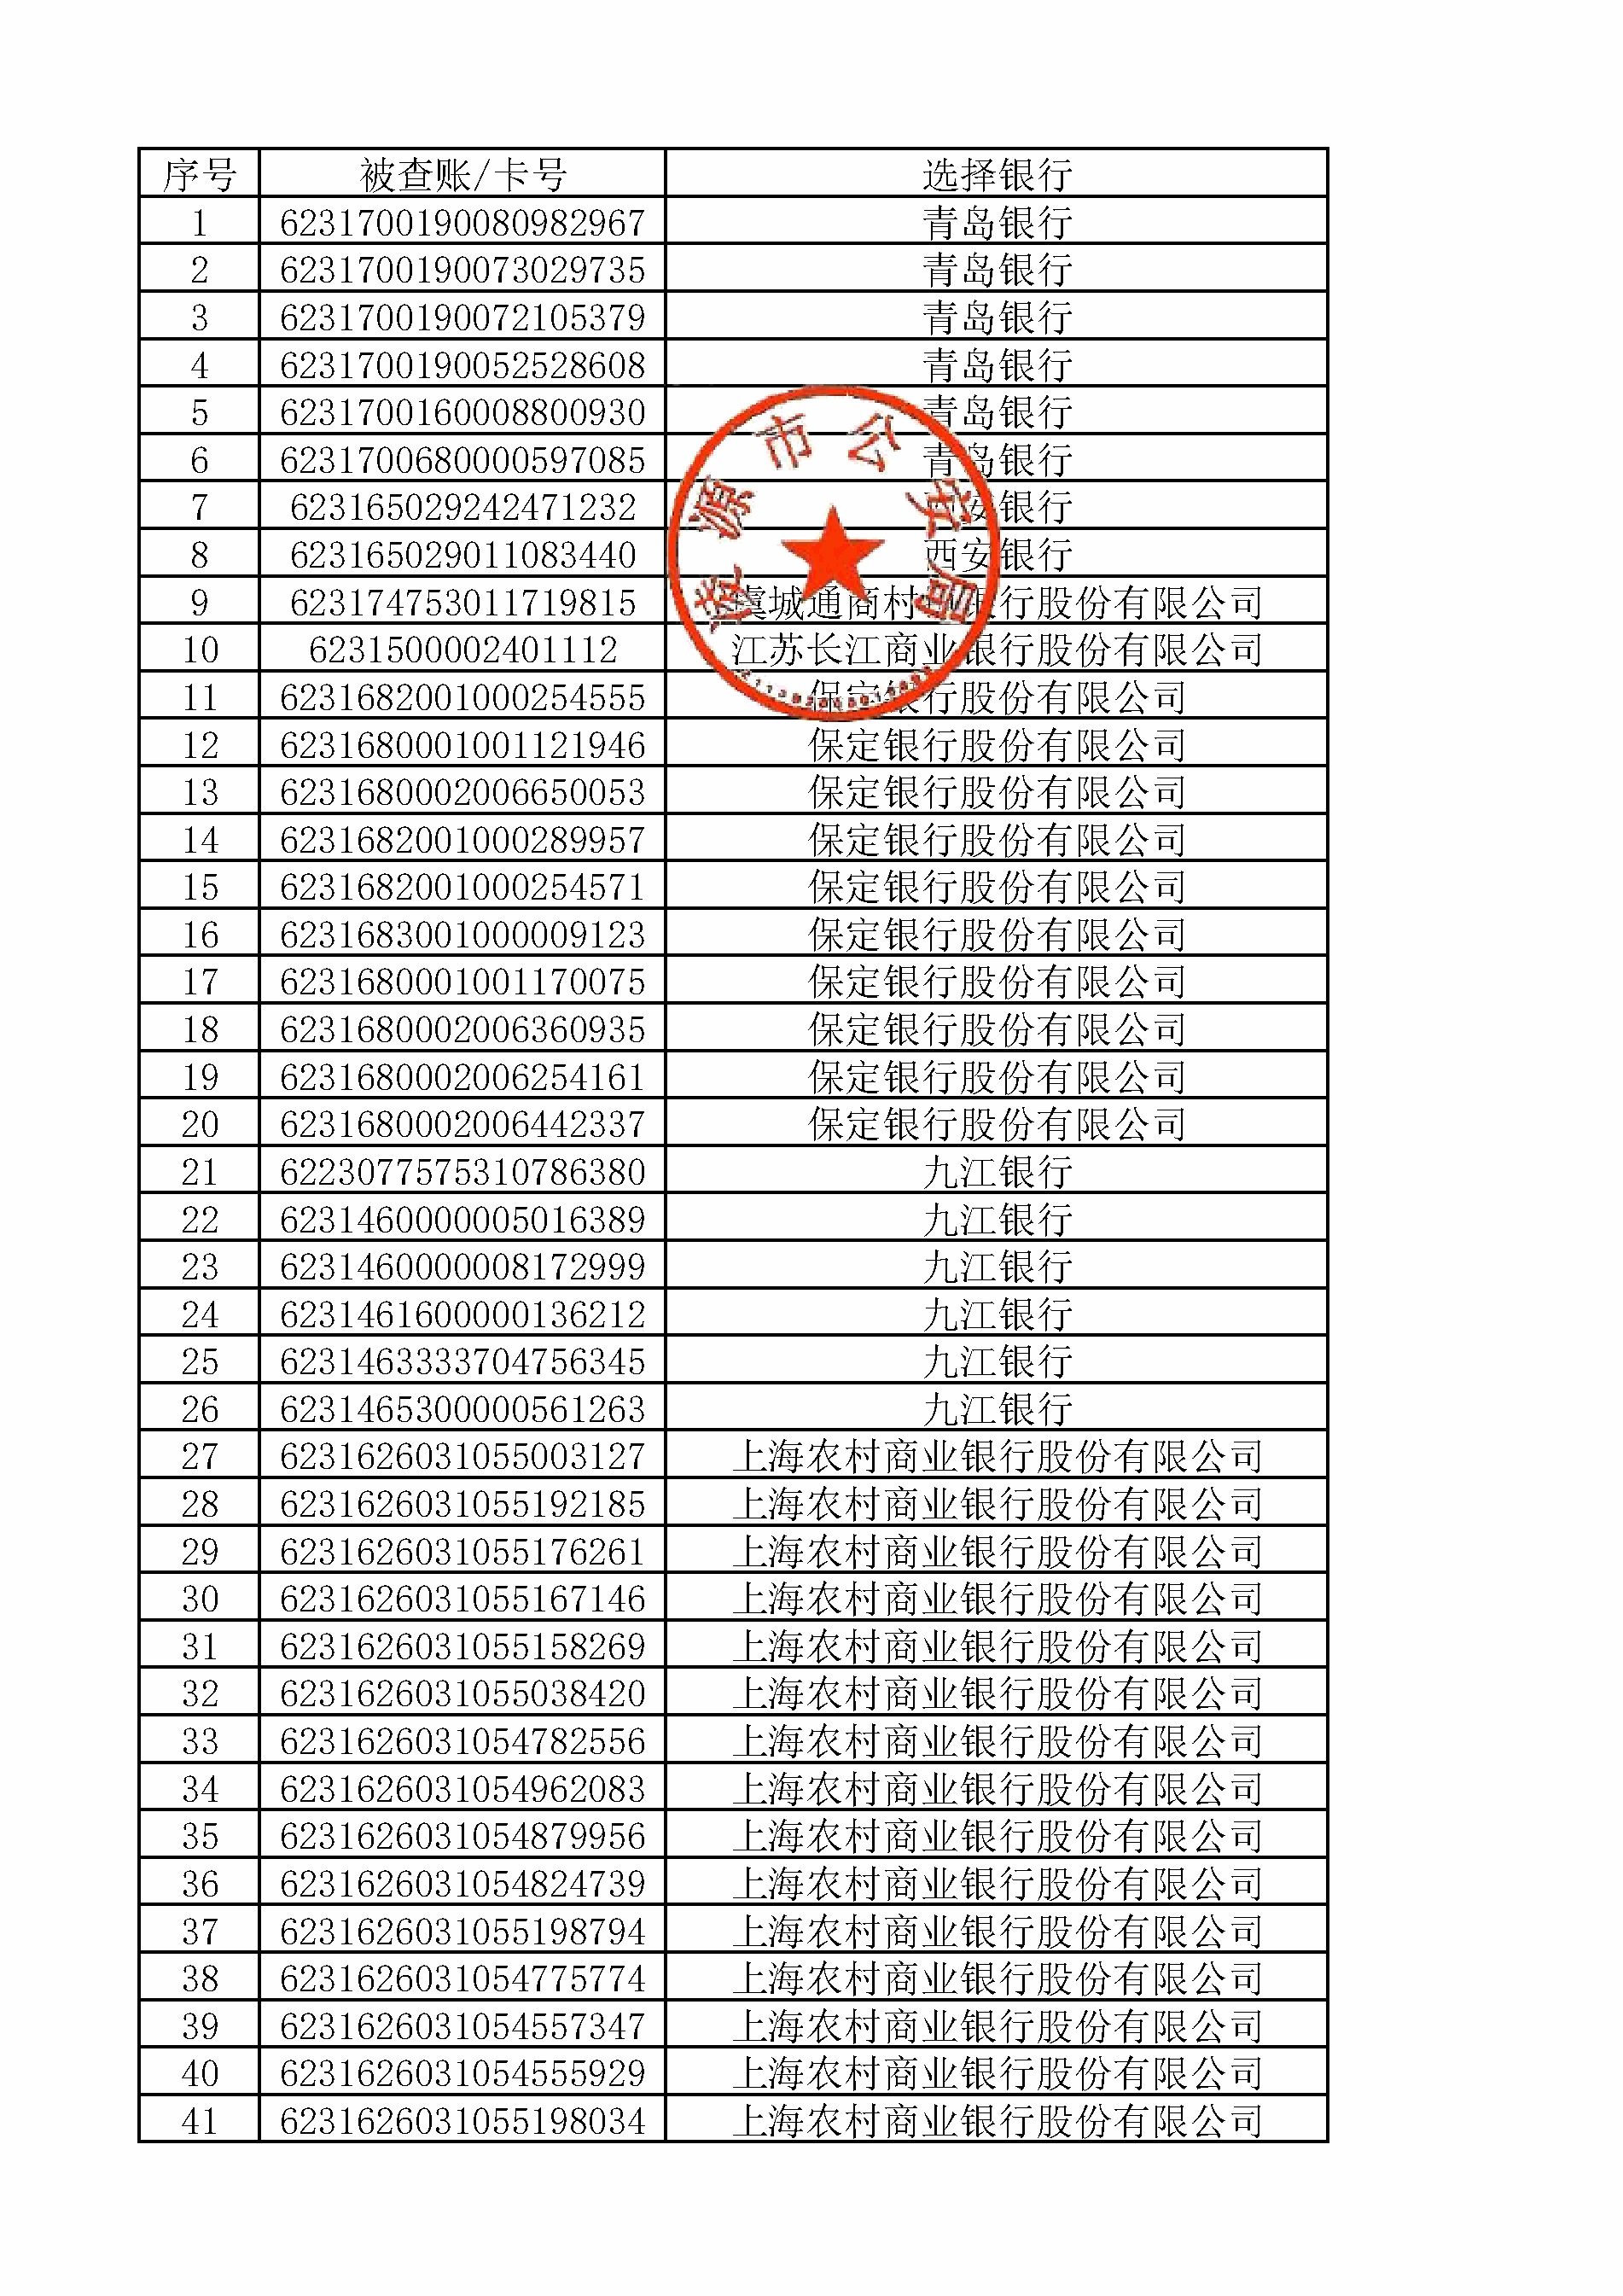 序号 被查账/卡号 选择银行
1 6231700190080982967 青岛银行
2 6231700190073029735 青岛银行
3 6231700190072105379 青岛银行
4 6231700190052528608 青岛银行
5 6231700160008800930 青岛银行
6 6231700680000597085 青岛银行
7 623165029242471232 西安银行
8 623165029011083440 西安银行
9 623174753011719815 虞城通商村镇银行股份有限公司
10 6231500002401112 江苏长江商业银行股份有限公司
11 6231682001000254555 保定银行股份有限公司
12 6231680001001121946 保定银行股份有限公司
13 6231680002006650053 保定银行股份有限公司
14 6231682001000289957 保定银行股份有限公司
15 6231682001000254571 保定银行股份有限公司
16 6231683001000009123 保定银行股份有限公司
17 6231680001001170075 保定银行股份有限公司
18 6231680002006360935 保定银行股份有限公司
19 6231680002006254161 保定银行股份有限公司
20 6231680002006442337 保定银行股份有限公司
21 6223077575310786380 九江银行
22 6231460000005016389 九江银行
23 6231460000008172999 九江银行
24 6231461600000136212 九江银行
25 6231463333704756345 九江银行
26 6231465300000561263 九江银行
27 6231626031055003127 上海农村商业银行股份有限公司
28 6231626031055192185 上海农村商业银行股份有限公司
29 6231626031055176261 上海农村商业银行股份有限公司
30 6231626031055167146 上海农村商业银行股份有限公司
31 6231626031055158269 上海农村商业银行股份有限公司
32 6231626031055038420 上海农村商业银行股份有限公司
33 6231626031054782556 上海农村商业银行股份有限公司
34 6231626031054962083 上海农村商业银行股份有限公司
35 6231626031054879956 上海农村商业银行股份有限公司
36 6231626031054824739 上海农村商业银行股份有限公司
37 6231626031055198794 上海农村商业银行股份有限公司
38 6231626031054775774 上海农村商业银行股份有限公司
39 6231626031054557347 上海农村商业银行股份有限公司
40 6231626031054555929 上海农村商业银行股份有限公司
41 6231626031055198034 上海农村商业银行股份有限公司
凌源市公安局